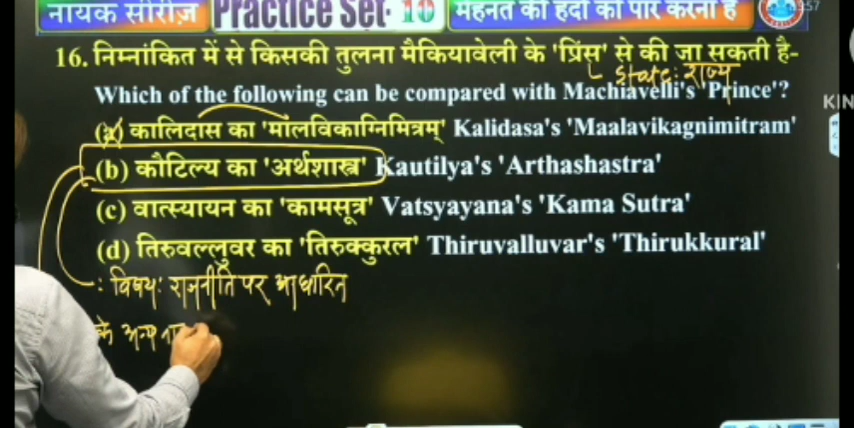 नायक सीरीज़ Practice Set- 10 मेहनत की हदों को पार करना है
16. निम्नांकित में से किसकी तुलना मैकियावेली के 'प्रिंस' से की जा सकती है-
State: राज्य
Which of the following can be compared with Machiavelli's 'Prince'?
(a) कालिदास का 'मालविकाग्निमित्रम्' Kalidasa's 'Maalavikagnimitram'
(b) कौटिल्य का 'अर्थशास्त्र' Kautilya's 'Arthashastra'
(c) वात्स्यायन का 'कामसूत्र' Vatsyayana's 'Kama Sutra'
(d) तिरुवल्लुवर का 'तिरुक्कुरल' Thiruvalluvar's 'Thirukkural'
: विषय: राजनीति पर आधारित
के अन्य